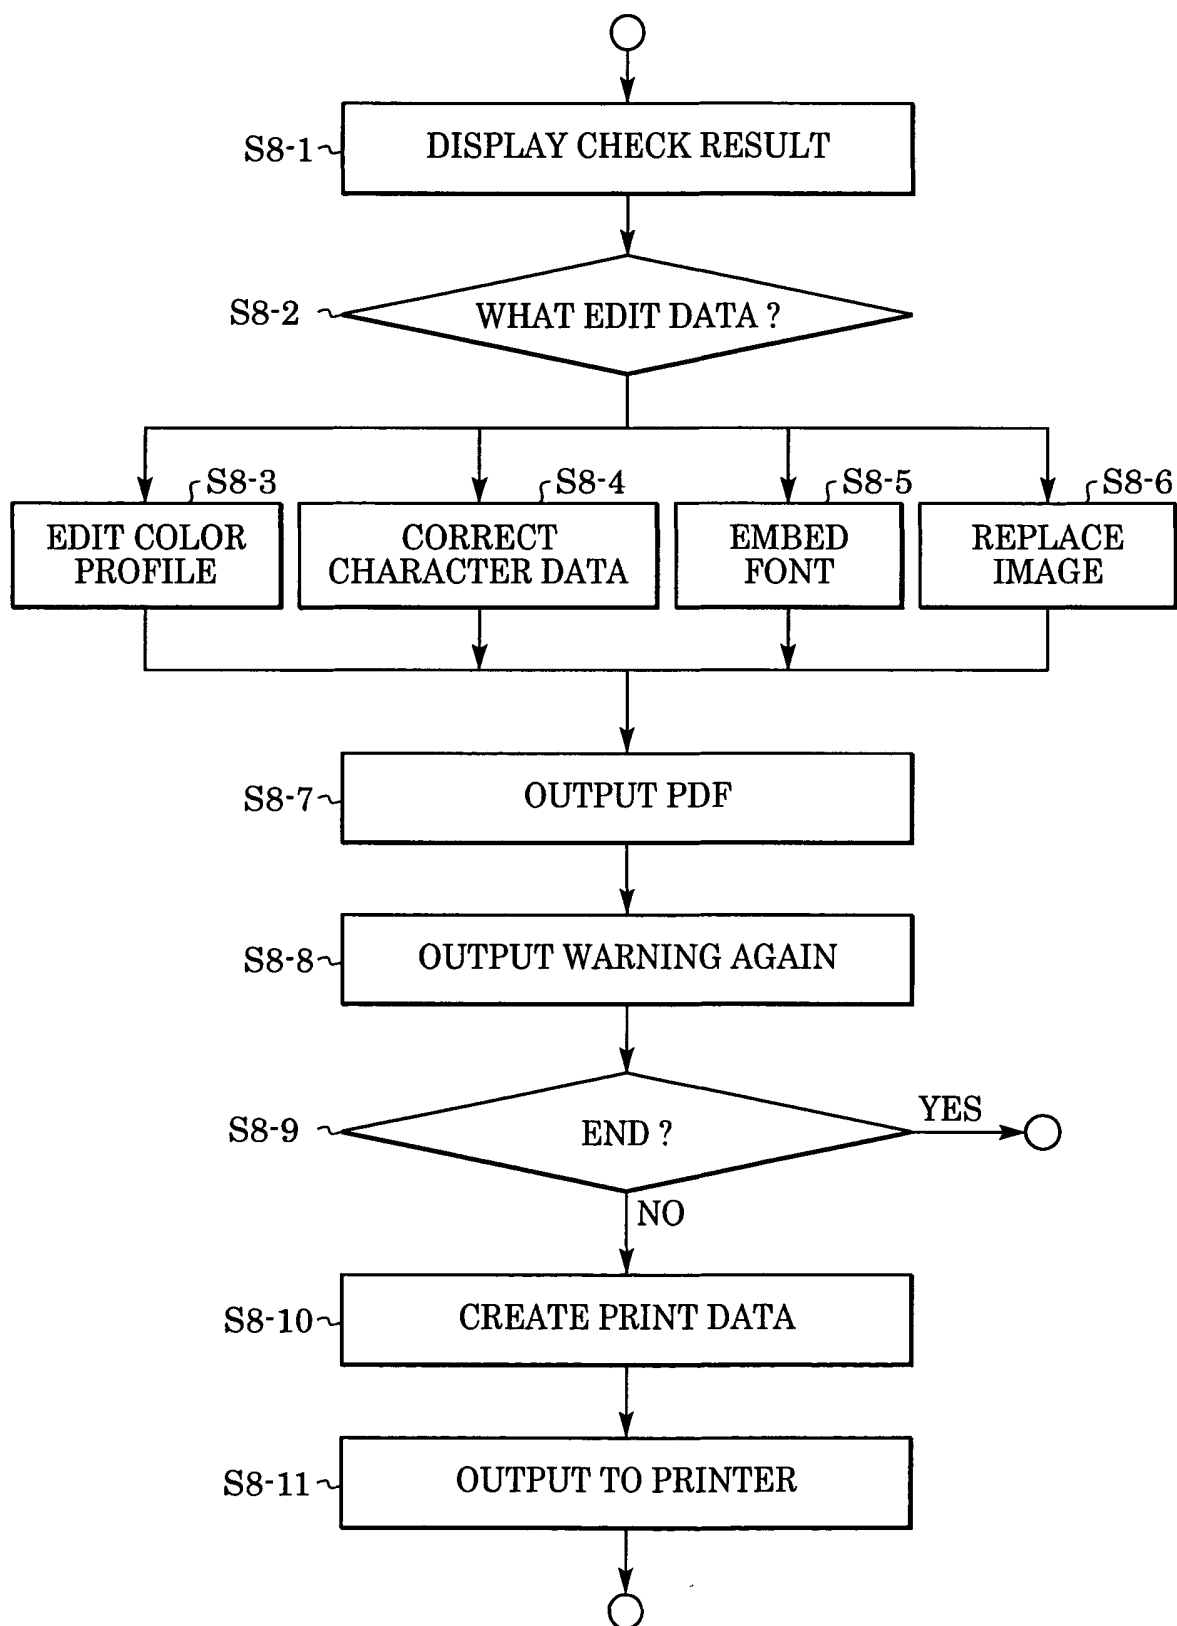 S8-1
DISPLAY CHECK RESULT
S8-2
WHAT EDIT DATA ?
S8-3
EDIT COLOR
PROFILE
S8-4
CORRECT
CHARACTER DATA
S8-5
EMBED
FONT
S8-6
REPLACE
IMAGE
S8-7
OUTPUT PDF
S8-8
OUTPUT WARNING AGAIN
S8-9
END ?
YES
NO
S8-10
CREATE PRINT DATA
S8-11
OUTPUT TO PRINTER